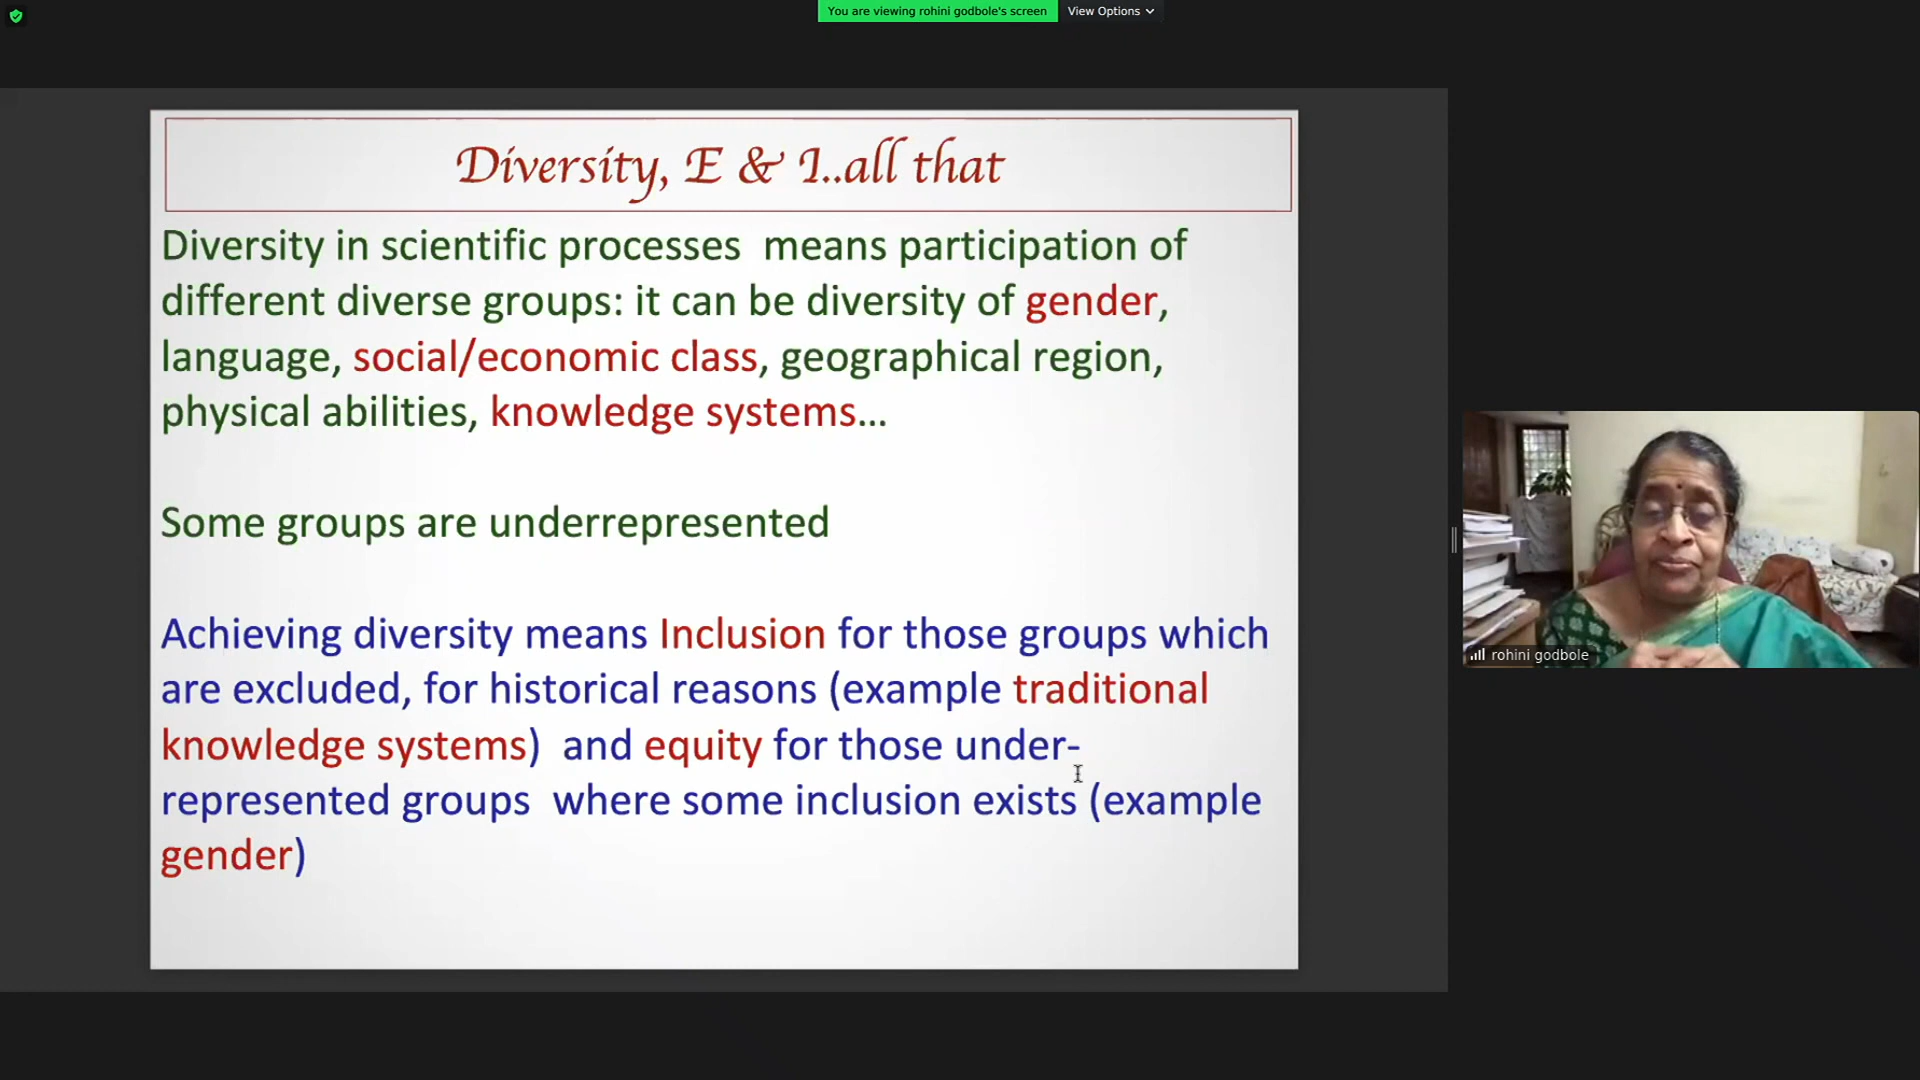 You are viewing rohini godbole's screen
View Options
Diversity, E & I..all that
Diversity in scientific processes means participation of
different diverse groups: it can be diversity of gender,
language, social/economic class, geographical region,
physical abilities, knowledge systems…
Some groups are underrepresented
Achieving diversity means Inclusion for those groups which
are excluded, for historical reasons (example traditional
knowledge systems) and equity for those under-
represented groups where some inclusion exists (example
gender)
rohini godbole